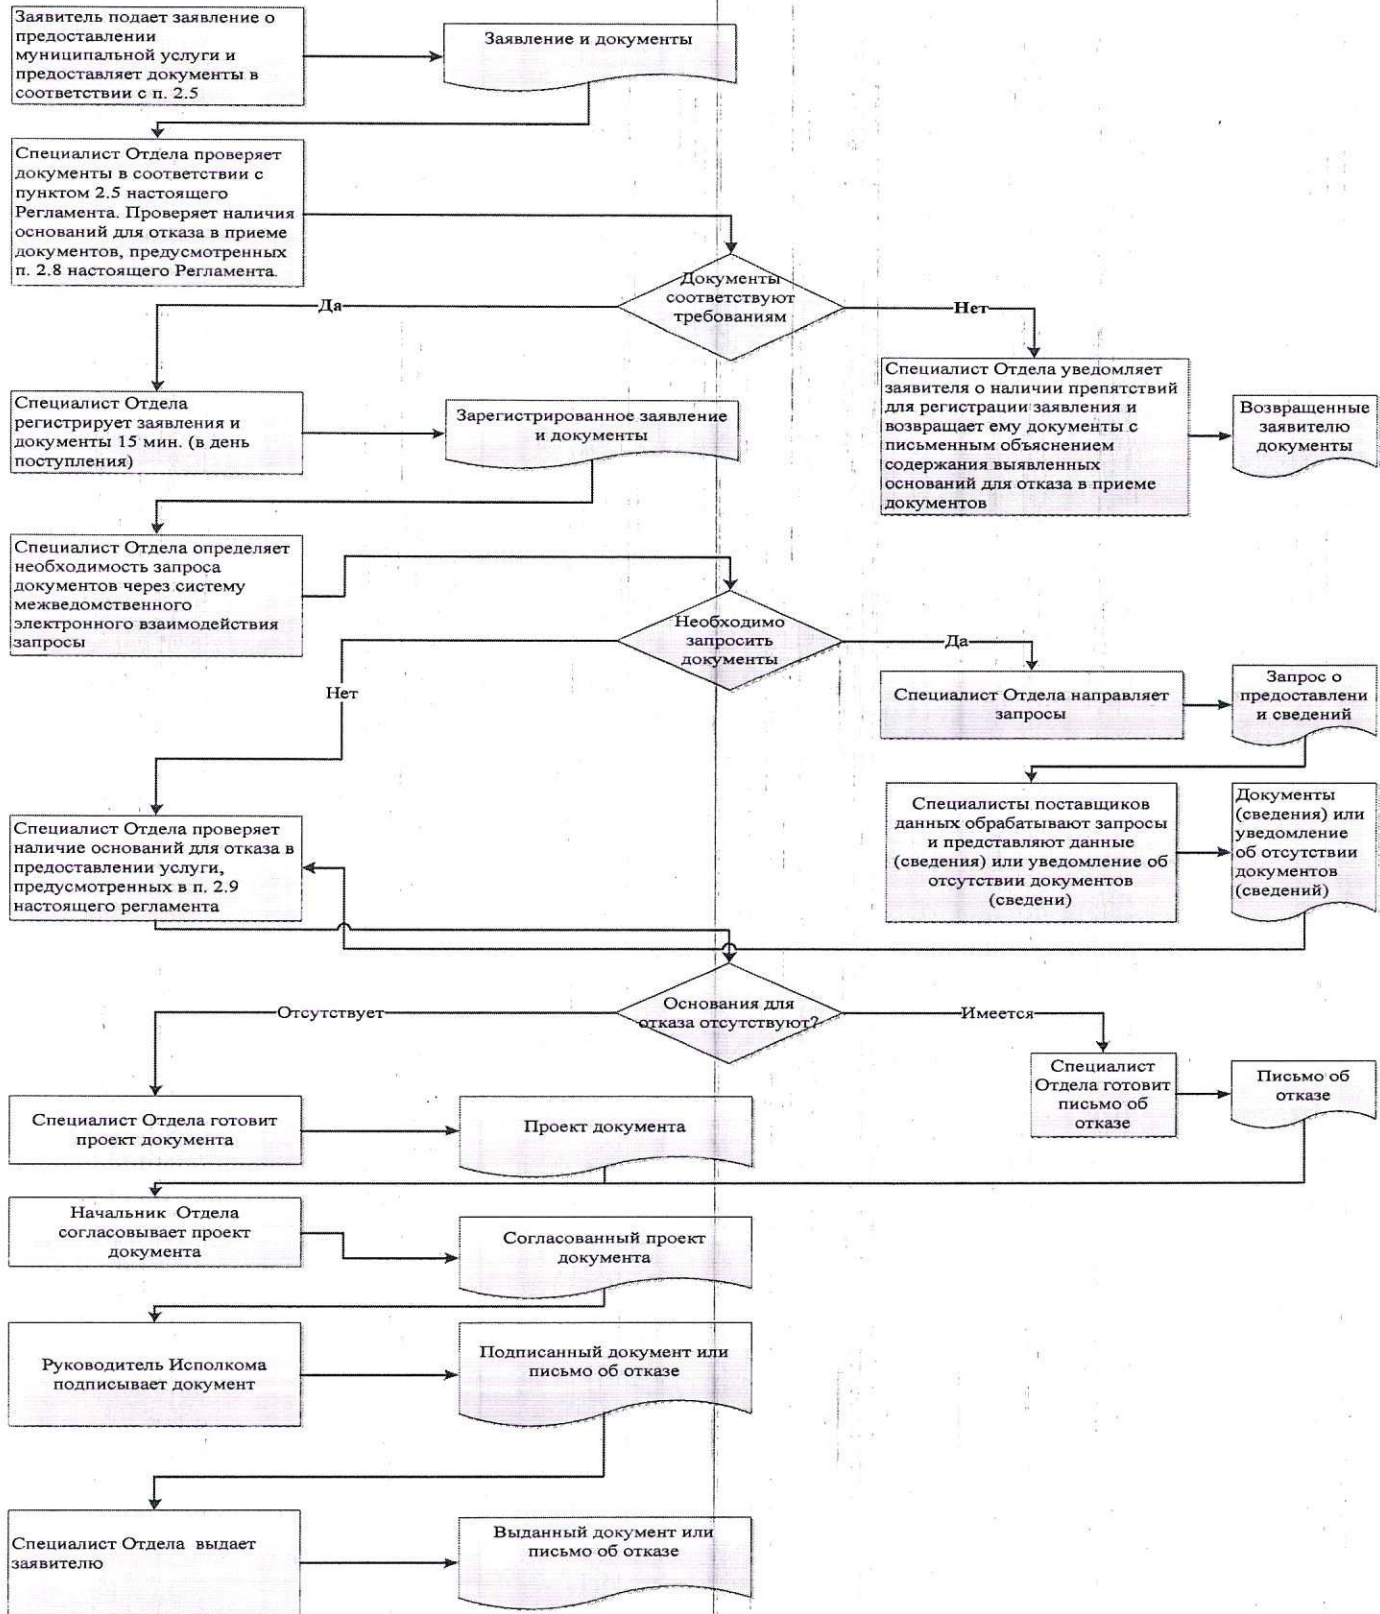 Заявитель подает заявление о
предоставлении
муниципальной услуги и
предоставляет документы в
соответствии с п. 2.5
Заявление и документы
Специалист Отдела проверяет
документы в соответствии с
пунктом 2.5 настоящего
Регламента. Проверяет наличия
оснований для отказа в приеме
документов, предусмотренных
п. 2.8 настоящего Регламента.
Документы
соответствуют
требованиям
Да
Нет
Специалист Отдела
регистрирует заявления и
документы 15 мин. (в день
поступления)
Зарегистрированное заявление
и документы
Специалист Отдела уведомляет
заявителя о наличии препятствий
для регистрации заявления и
возвращает ему документы с
письменным объяснением
содержания выявленных
оснований для отказа в приеме
документов
Возвращенные
заявителю
документы
Специалист Отдела определяет
необходимость запроса
документов через систему
межведомственного
электронного взаимодействия
запросы
Необходимо
запросить
документы
Да
Нет
Специалист Отдела направляет
запросы
Запрос о
предоставлени
и сведений
Специалисты поставщиков
данных обрабатывают запросы
и представляют данные
(сведения) или уведомление об
отсутствии документов
(сведени)
Документы
(сведения) или
уведомление
об отсутствии
документов
(сведений)
Специалист Отдела проверяет
наличие оснований для отказа в
предоставлении услуги,
предусмотренных в п. 2.9
настоящего регламента
Основания для
отказа отсутствуют?
Отсутствует
Имеется
Специалист
Отдела готовит
письмо об
отказе
Письмо об
отказе
Специалист Отдела готовит
проект документа
Проект документа
Начальник Отдела
согласовывает проект
документа
Согласованный проект
документа
Руководитель Исполкома
подписывает документ
Подписанный документ или
письмо об отказе
Специалист Отдела выдает
заявителю
Выданный документ или
письмо об отказе